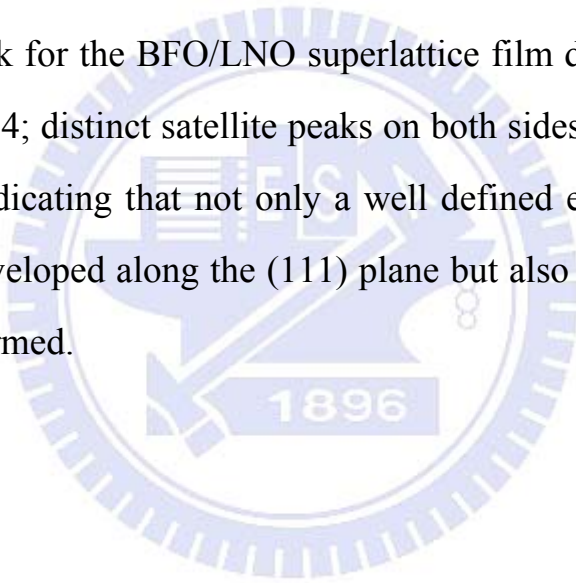 k for the BFO/LNO superlattice film d
4; distinct satellite peaks on both sides
dicating that not only a well defined e
veloped along the (111) plane but also
rmed.
ES
1896